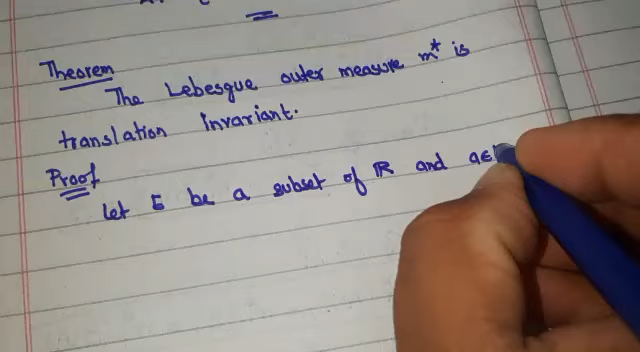 Theorem
The Lebesgue outer measure m* is
translation invariant.
Proof
Let E be a subset of ℝ and a∈